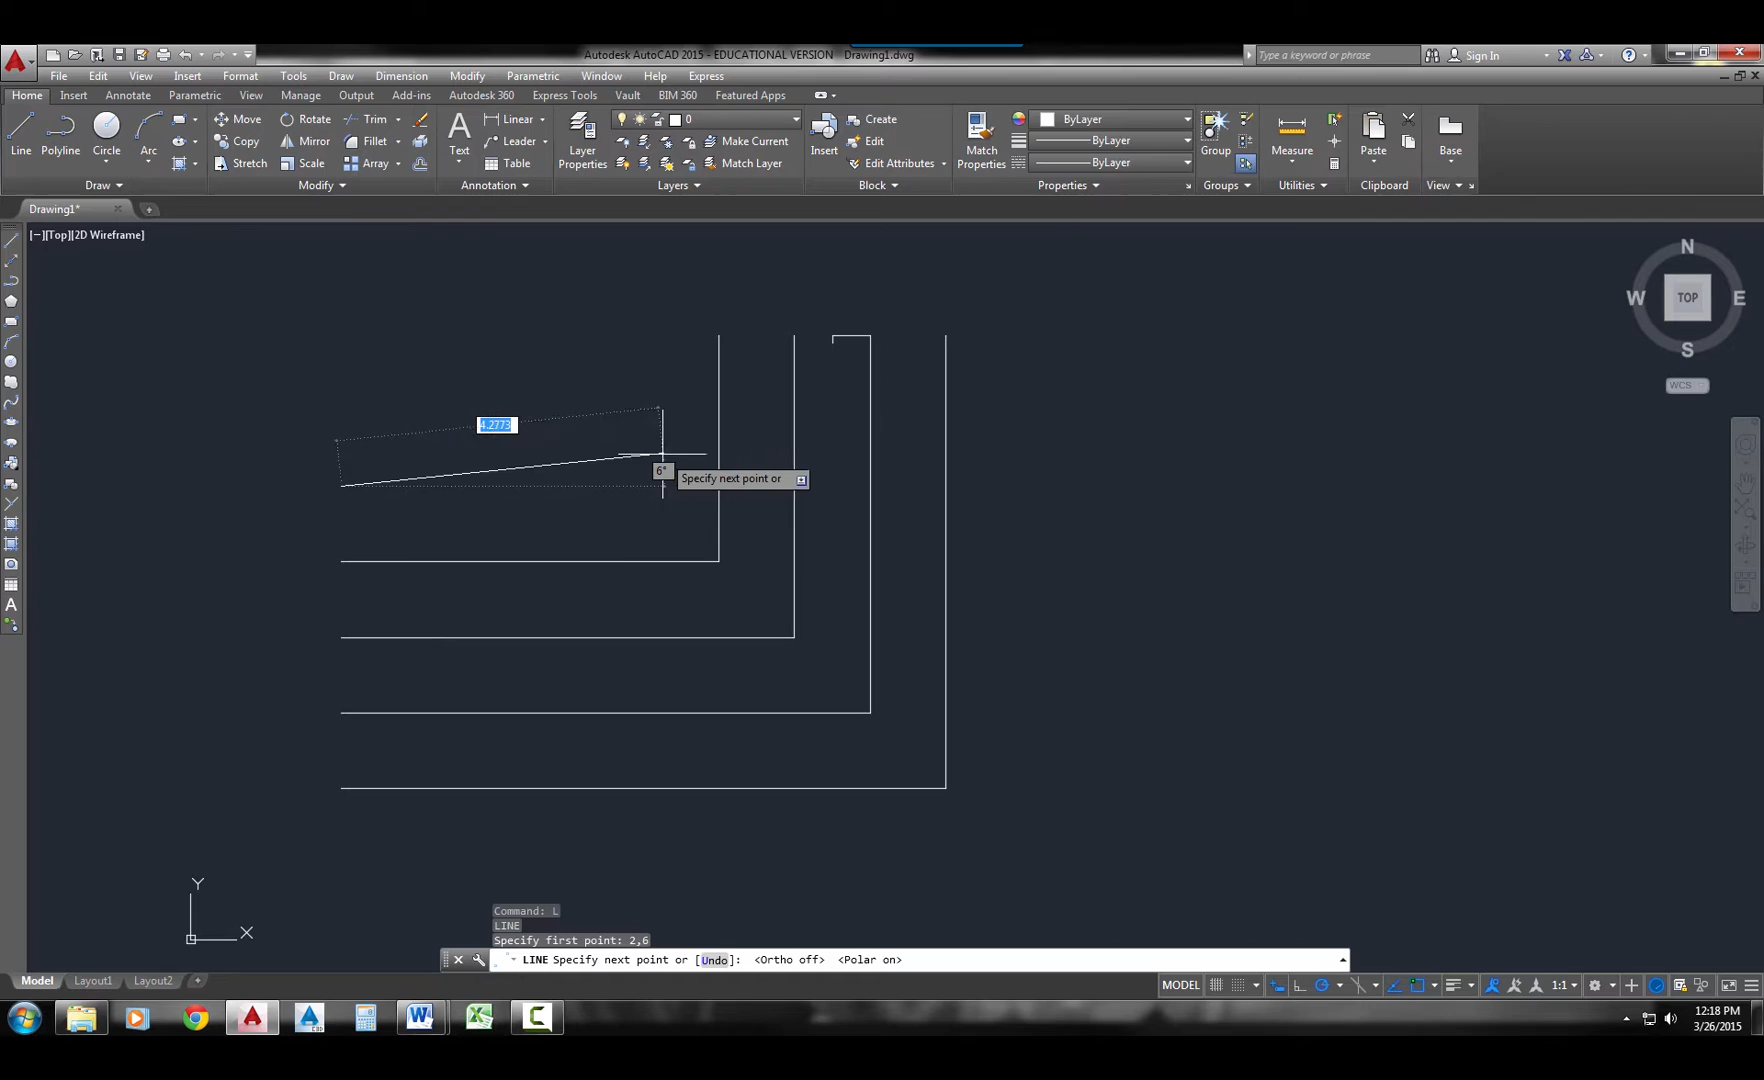 Autodesk AutoCAD 2015 - EDUCATIONAL VERSION Drawing1.dwg
Type a keyword or phrase
Sign In
File Edit View Insert Format Tools Draw Dimension Modify Parametric Window Help Express
Home Insert Annotate Parametric View Manage Output Add-ins Autodesk 360 Express Tools Vault BIM 360 Featured Apps
Line Polyline Circle Arc
Move Rotate Trim
Copy Mirror Fillet
Stretch Scale Array
Text
Linear
Leader
Table
Layer
Properties
0
Make Current
Match Layer
Insert
Create
Edit
Edit Attributes
Match
Properties
ByLayer
ByLayer
ByLayer
Group
Measure
Paste
Base
Draw Modify Annotation Layers Block Properties Groups Utilities Clipboard View
Drawing1*
[−][Top][2D Wireframe]
N
W TOP E
S
WCS
4.2773
6°
Specify next point or
Y
X
Command: L
LINE
Specify first point: 2,6
LINE Specify next point or [Undo]: <Ortho off> <Polar on>
Model Layout1 Layout2 +
MODEL
1:1
12:18 PM
3/26/2015